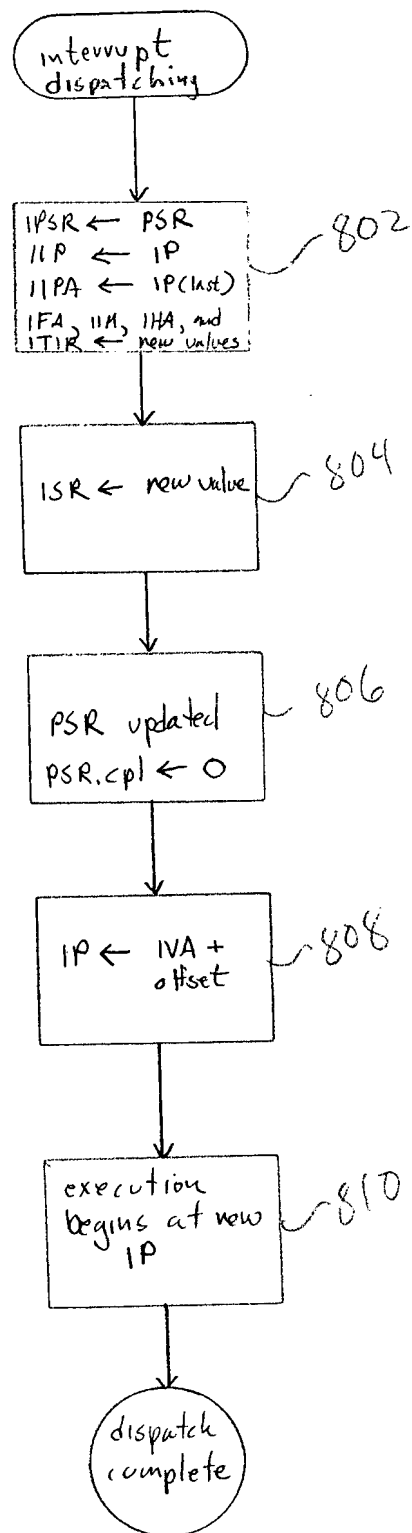 interrupt
dispatching
IPSR ← PSR
IIP ← IP
IIPA ← IP(last)
IFA, IIM, IHA, and
ITIR ← new values
802
ISR ← new value
804
PSR updated
PSR.cpl ← 0
806
IP ← IVA +
offset
808
execution
begins at new
IP
810
dispatch
complete